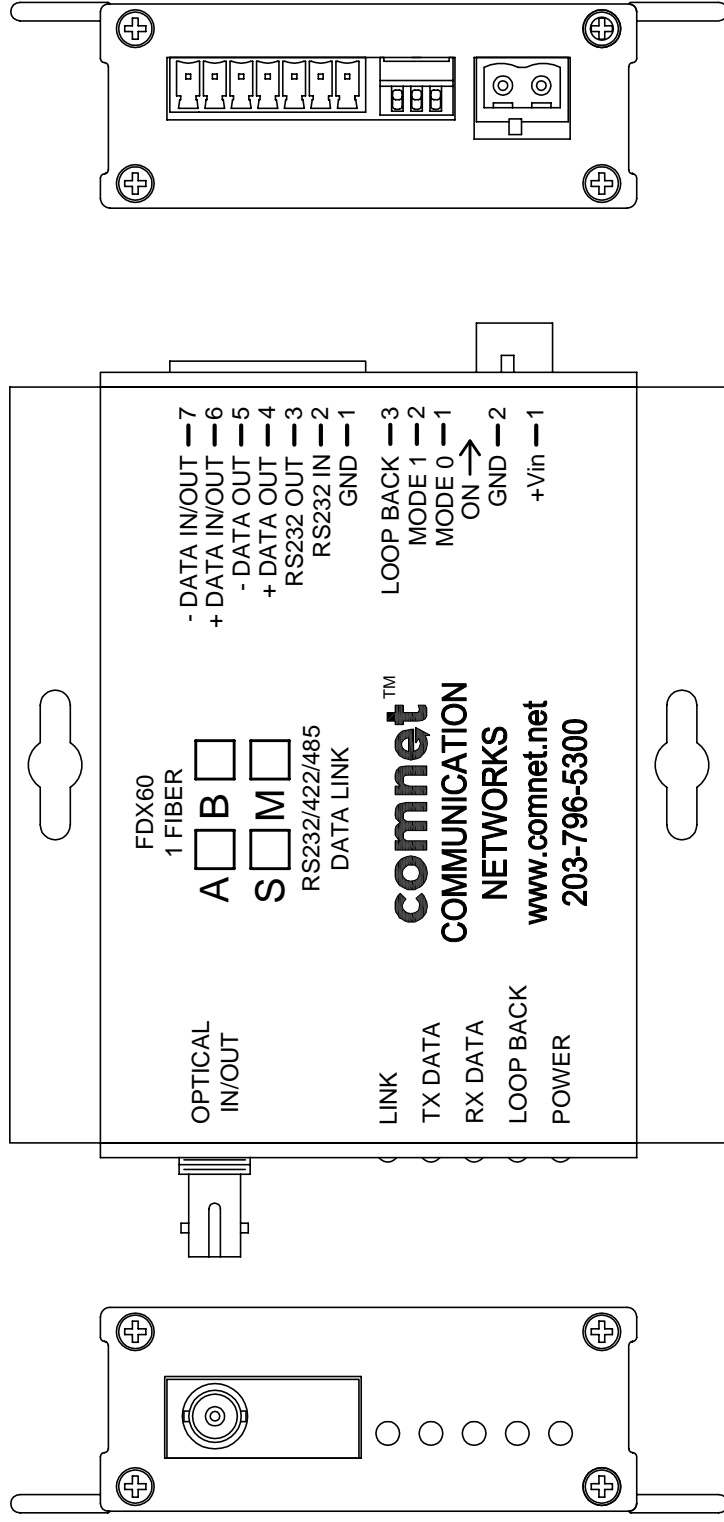 FDX60
1 FIBER
A B
S M
RS232/422/485
DATA LINK
OPTICAL
IN/OUT
- DATA IN/OUT 7
+ DATA IN/OUT 6
- DATA OUT 5
+ DATA OUT 4
RS232 OUT 3
RS232 IN 2
GND 1
LOOP BACK 3
MODE 1 2
MODE 0 1
ON →
GND 2
+Vin 1
comnet™
COMMUNICATION
NETWORKS
www.comnet.net
203-796-5300
LINK
TX DATA
RX DATA
LOOP BACK
POWER